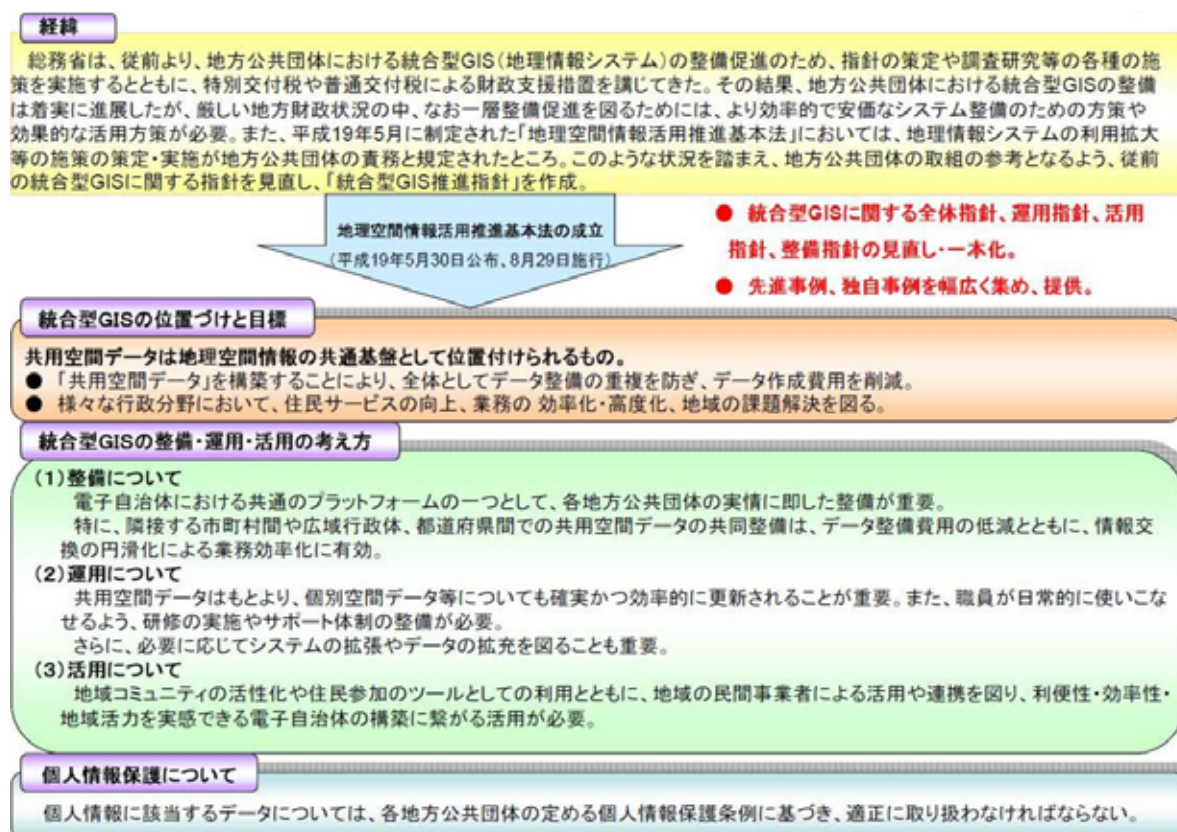 経緯
総務省は、従前より、地方公共団体における統合型GIS(地理情報システム)の整備促進のため、指針の策定や調査研究等の各種の施
策を実施するとともに、特別交付税や普通交付税による財政支援措置を講じてきた。その結果、地方公共団体における統合型GISの整備
は着実に進展したが、厳しい地方財政状況の中、なお一層整備促進を図るためには、より効率的で安価なシステム整備のための方策や
効果的な活用方策が必要。また、平成19年5月に制定された「地理空間情報活用推進基本法」においては、地理情報システムの利用拡大
等の施策の策定・実施が地方公共団体の責務と規定されたところ。このような状況を踏まえ、地方公共団体の取組の参考となるよう、従前
の統合型GISに関する指針を見直し、「統合型GIS推進指針」を作成。
地理空間情報活用推進基本法の成立
(平成19年5月30日公布、8月29日施行)
● 統合型GISに関する全体指針、運用指針、活用
指針、整備指針の見直し・一本化。
● 先進事例、独自事例を幅広く集め、提供。
統合型GISの位置づけと目標
共用空間データは地理空間情報の共通基盤として位置付けられるもの。
● 「共用空間データ」を構築することにより、全体としてデータ整備の重複を防ぎ、データ作成費用を削減。
● 様々な行政分野において、住民サービスの向上、業務の 効率化・高度化、地域の課題解決を図る。
統合型GISの整備・運用・活用の考え方
(1)整備について
電子自治体における共通のプラットフォームの一つとして、各地方公共団体の実情に即した整備が重要。
特に、隣接する市町村間や広域行政体、都道府県間での共用空間データの共同整備は、データ整備費用の低減とともに、情報交
換の円滑化による業務効率化に有効。
(2)運用について
共用空間データはもとより、個別空間データ等についても確実かつ効率的に更新されることが重要。また、職員が日常的に使いこな
せるよう、研修の実施やサポート体制の整備が必要。
さらに、必要に応じてシステムの拡張やデータの拡充を図ることも重要。
(3)活用について
地域コミュニティの活性化や住民参加のツールとしての利用とともに、地域の民間事業者による活用や連携を図り、利便性・効率性・
地域活力を実感できる電子自治体の構築に繋がる活用が必要。
個人情報保護について
個人情報に該当するデータについては、各地方公共団体の定める個人情報保護条例に基づき、適正に取り扱わなければならない。